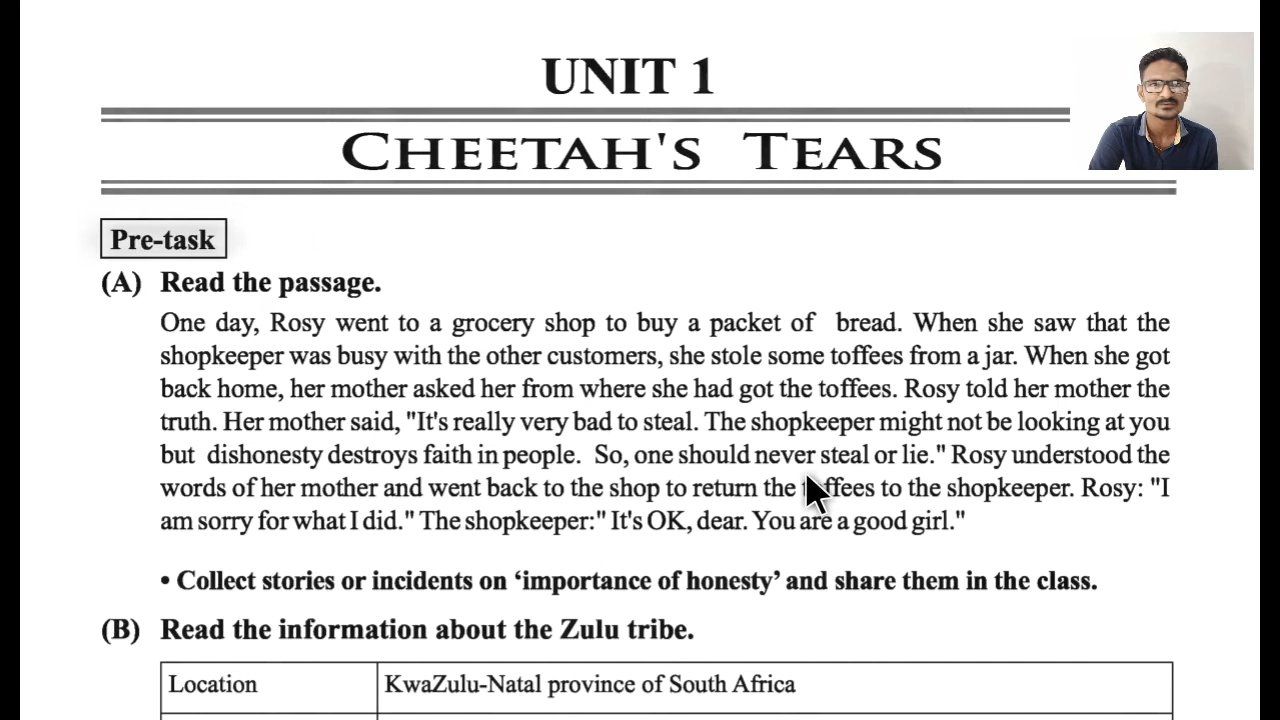 UNIT 1
CHEETAH'S TEARS
Pre-task
(A) Read the passage.
One day, Rosy went to a grocery shop to buy a packet of bread. When she saw that the
shopkeeper was busy with the other customers, she stole some toffees from a jar. When she got
back home, her mother asked her from where she had got the toffees. Rosy told her mother the
truth. Her mother said, "It's really very bad to steal. The shopkeeper might not be looking at you
but dishonesty destroys faith in people. So, one should never steal or lie." Rosy understood the
words of her mother and went back to the shop to return the toffees to the shopkeeper. Rosy: "I
am sorry for what I did." The shopkeeper:" It's OK, dear. You are a good girl."
• Collect stories or incidents on ‘importance of honesty’ and share them in the class.
(B) Read the information about the Zulu tribe.
Location KwaZulu-Natal province of South Africa